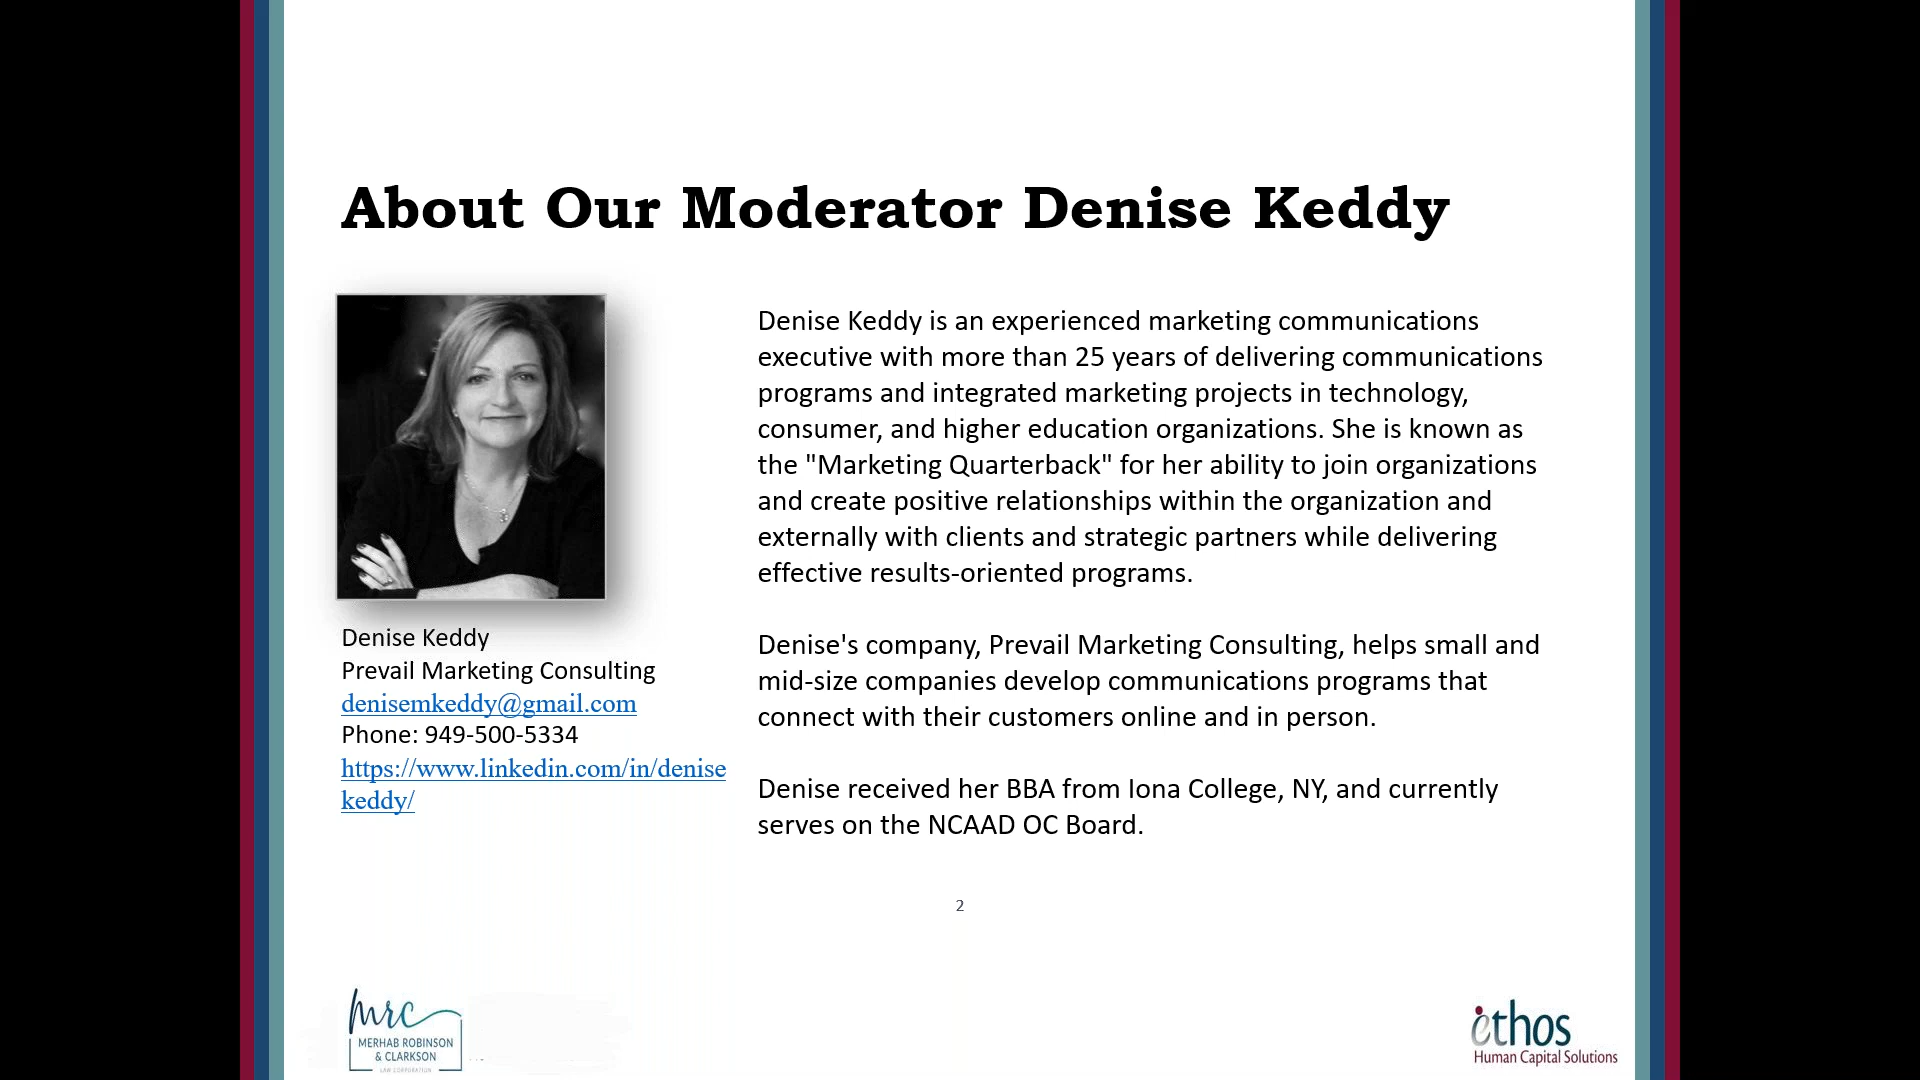 About Our Moderator Denise Keddy
Denise Keddy
Prevail Marketing Consulting
denisemkeddy@gmail.com
Phone: 949-500-5334
https://www.linkedin.com/in/denise
keddy/
Denise Keddy is an experienced marketing communications
executive with more than 25 years of delivering communications
programs and integrated marketing projects in technology,
consumer, and higher education organizations. She is known as
the "Marketing Quarterback" for her ability to join organizations
and create positive relationships within the organization and
externally with clients and strategic partners while delivering
effective results-oriented programs.
Denise's company, Prevail Marketing Consulting, helps small and
mid-size companies develop communications programs that
connect with their customers online and in person.
Denise received her BBA from Iona College, NY, and currently
serves on the NCAAD OC Board.
2
mrc
MERHAB ROBINSON
& CLARKSON
LAW CORPORATION
ethos
Human Capital Solutions